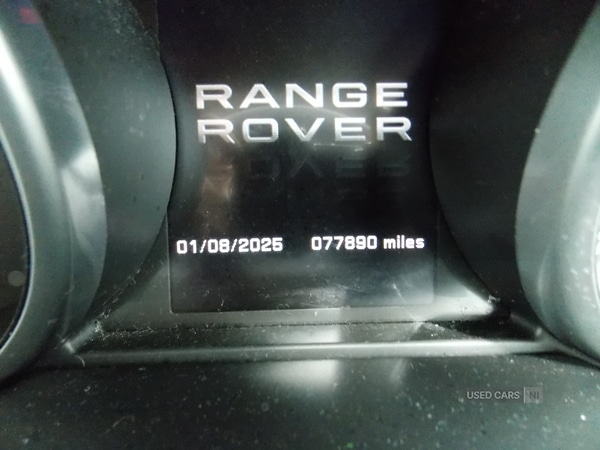 RANGE
ROVER
01/08/2025 077890 miles
USED CARS NI